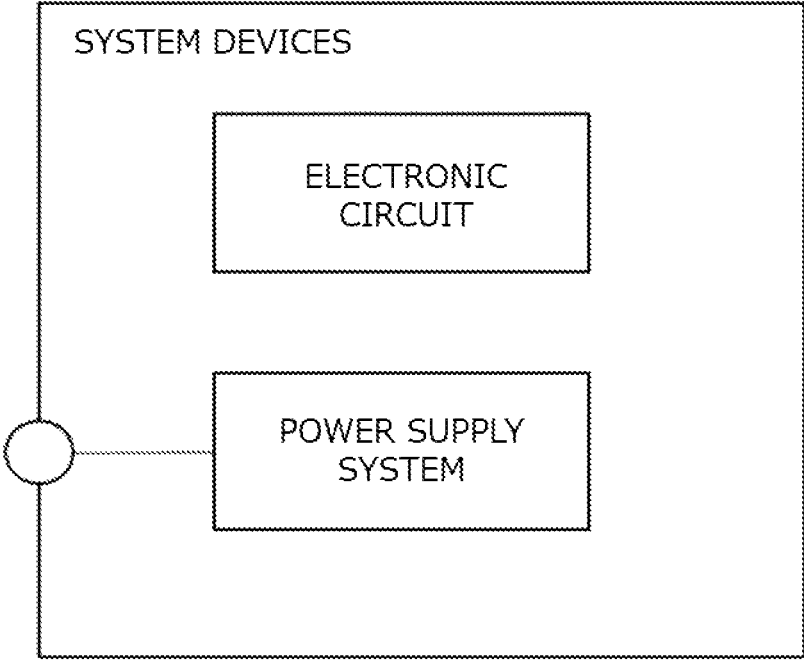 SYSTEM DEVICES
ELECTRONIC
CIRCUIT
POWER SUPPLY
SYSTEM